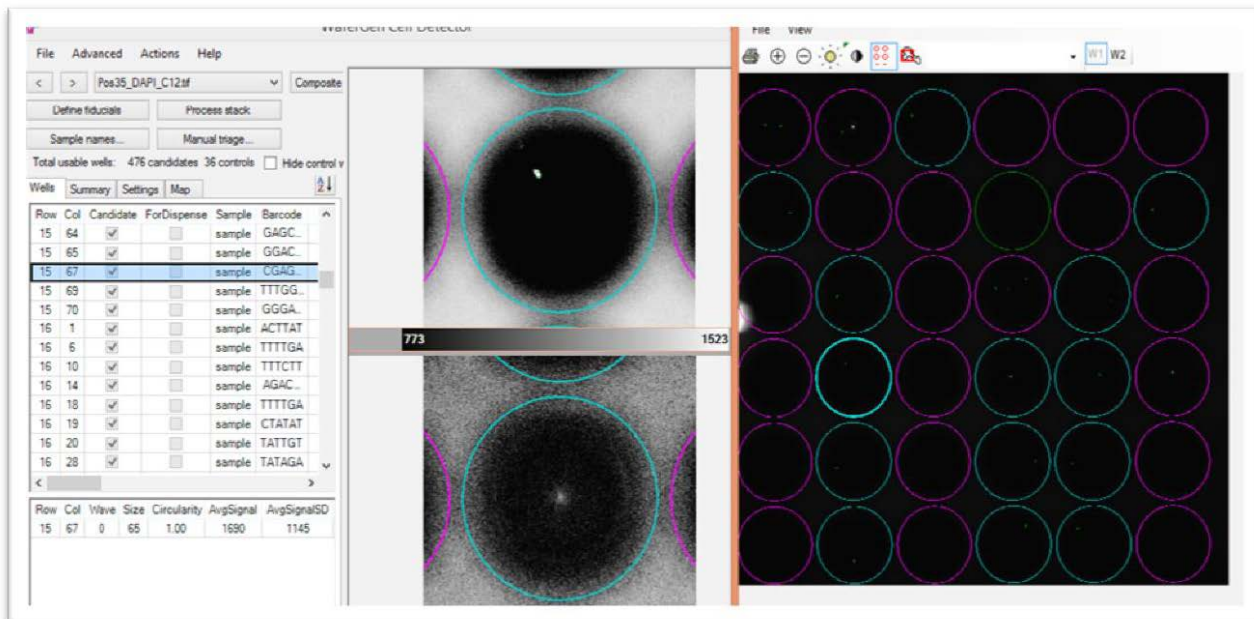 WaferGen Cell Detector
File Advanced Actions Help
< > Pos35_DAPI_C12.tif Composite
Define fiducials Process stack
Sample names... Manual triage...
Total usable wells: 476 candidates 36 controls Hide control w
Wells Summary Settings Map
Row Col Candidate ForDispense Sample Barcode
15 64 sample GAGC...
15 65 sample GGAC...
15 67 sample CGAG...
15 69 sample TTTGG...
15 70 sample GGGA...
16 1 sample ACTTAT
16 6 sample TTTTGA
16 10 sample TTTCTT
16 14 sample AGAC...
16 18 sample TTTTGA
16 19 sample CTATAT
16 20 sample TATTGT
16 28 sample TATAGA
Row Col Wave Size Circularity AvgSignal AvgSignalSD
15 67 0 65 1.00 1690 1145
773 1523
File View
W1 W2